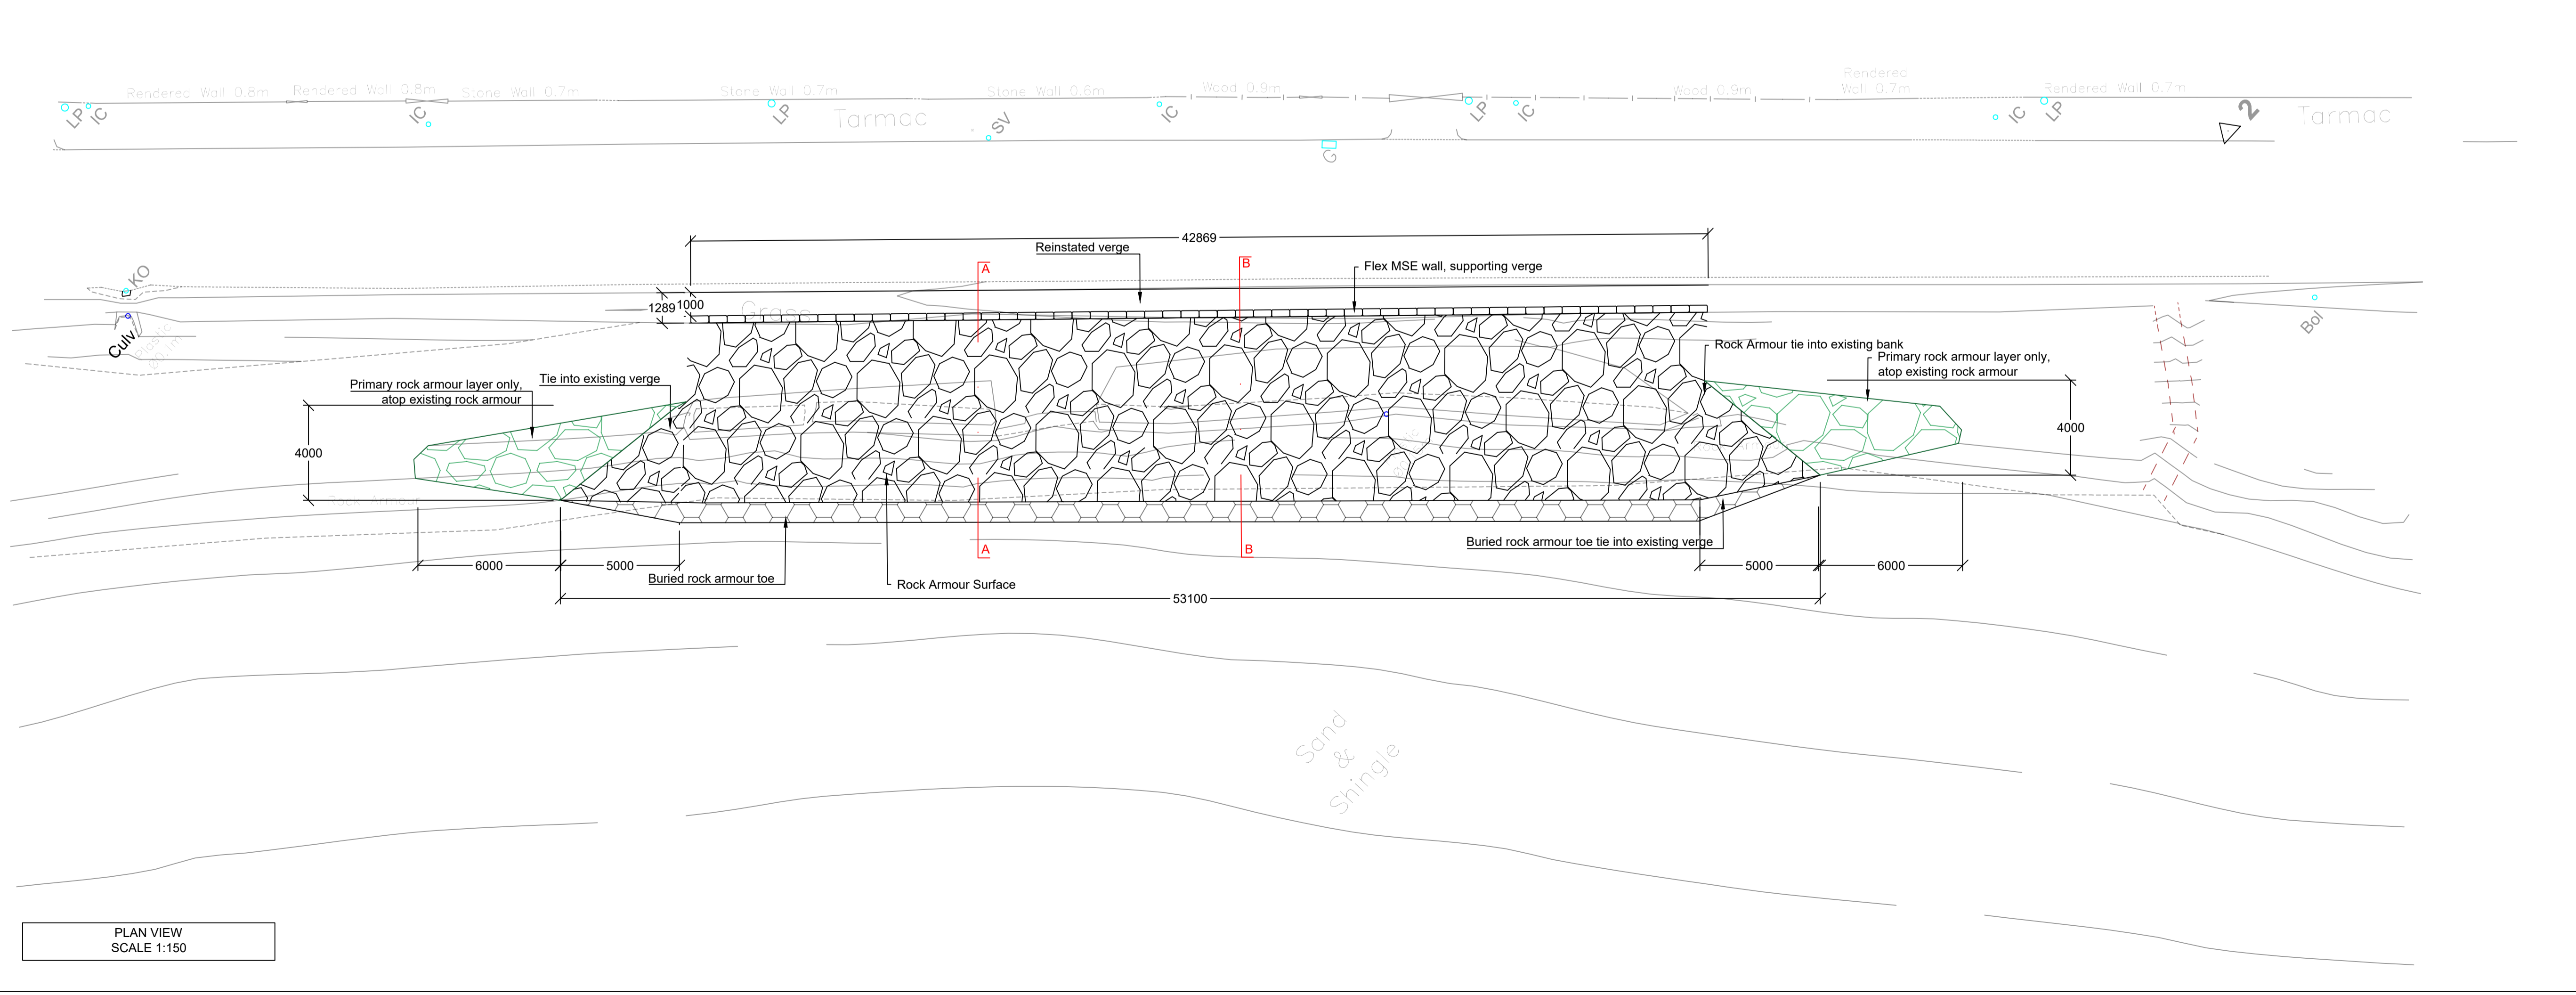 Rendered Wall 0.8m
Rendered Wall 0.8m
Stone Wall 0.7m
Stone Wall 0.7m
Stone Wall 0.6m
Wood 0.9m
Wood 0.9m
Rendered
Wall 0.7m
Rendered Wall 0.7m
LP
IC
IC
LP
Tarmac
SV
IC
G
LP
IC
IC
LP
2
Tarmac
42869
Reinstated verge
A
B
Flex MSE wall, supporting verge
KO
1289
1000
Grass
Culv
Plastic
Bol
Rock Armour tie into existing bank
Primary rock armour layer only,
atop existing rock armour
Primary rock armour layer only,
atop existing rock armour
Tie into existing verge
4000
4000
Rock Armour
A
B
Buried rock armour toe tie into existing verge
6000
5000
Buried rock armour toe
Rock Armour Surface
5000
6000
53100
Sand
&
Shingle
PLAN VIEW
SCALE 1:150